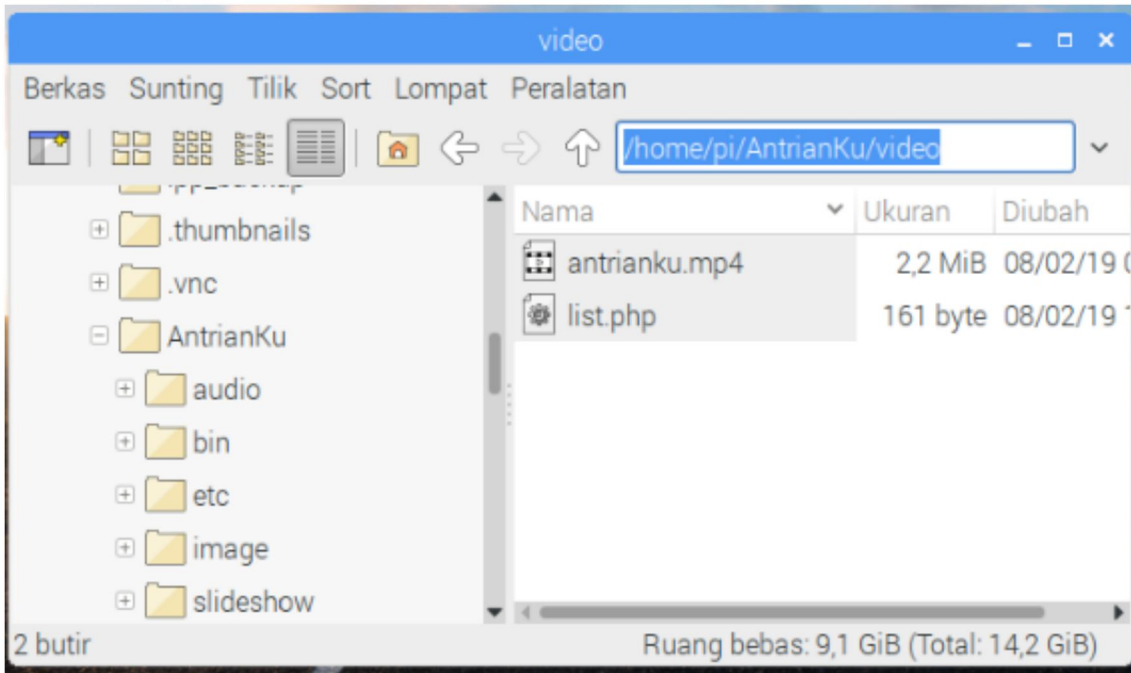 video
Berkas Sunting Tilik Sort Lompat Peralatan
/home/pi/AntrianKu/video
.thumbnails
.vnc
AntrianKu
audio
bin
etc
image
slideshow
Nama Ukuran Diubah
antrianku.mp4 2,2 MiB 08/02/19
list.php 161 byte 08/02/19
2 butir Ruang bebas: 9,1 GiB (Total: 14,2 GiB)